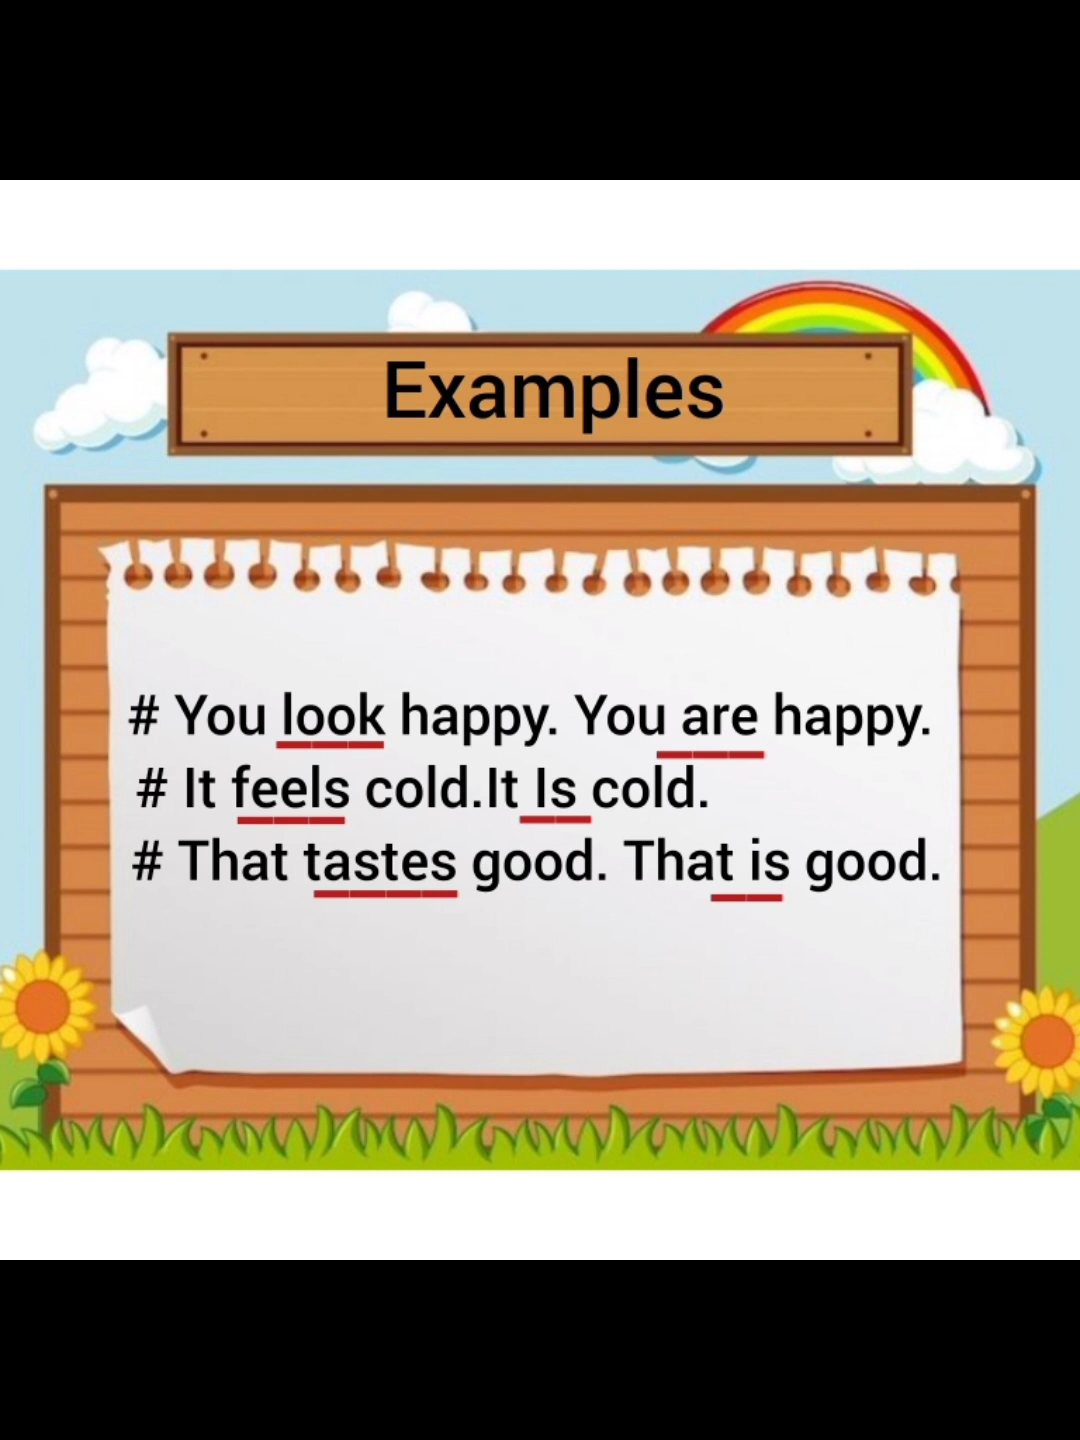 Examples
# You look happy. You are happy.
# It feels cold.It Is cold.
# That tastes good. That is good.